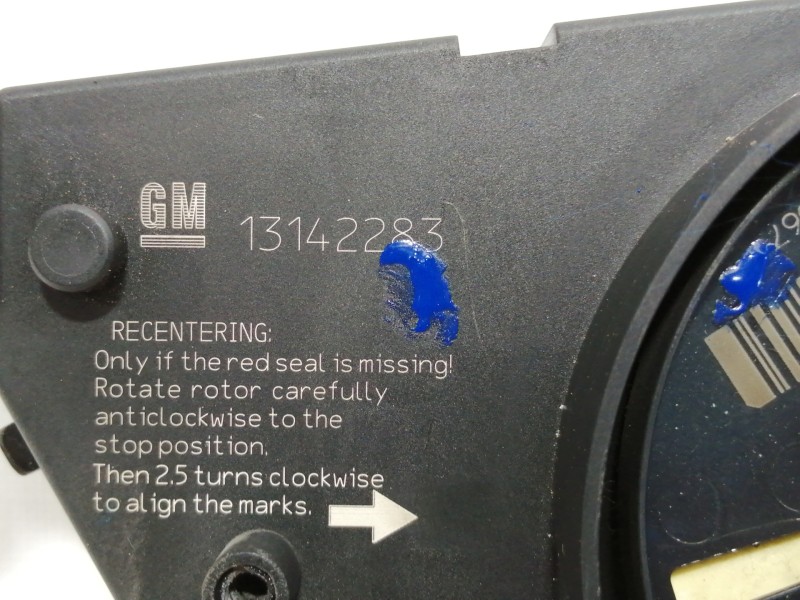 GM
13142283
RECENTERING:
Only if the red seal is missing!
Rotate rotor carefully
anticlockwise to the
stop position.
Then 2.5 turns clockwise
to align the marks.